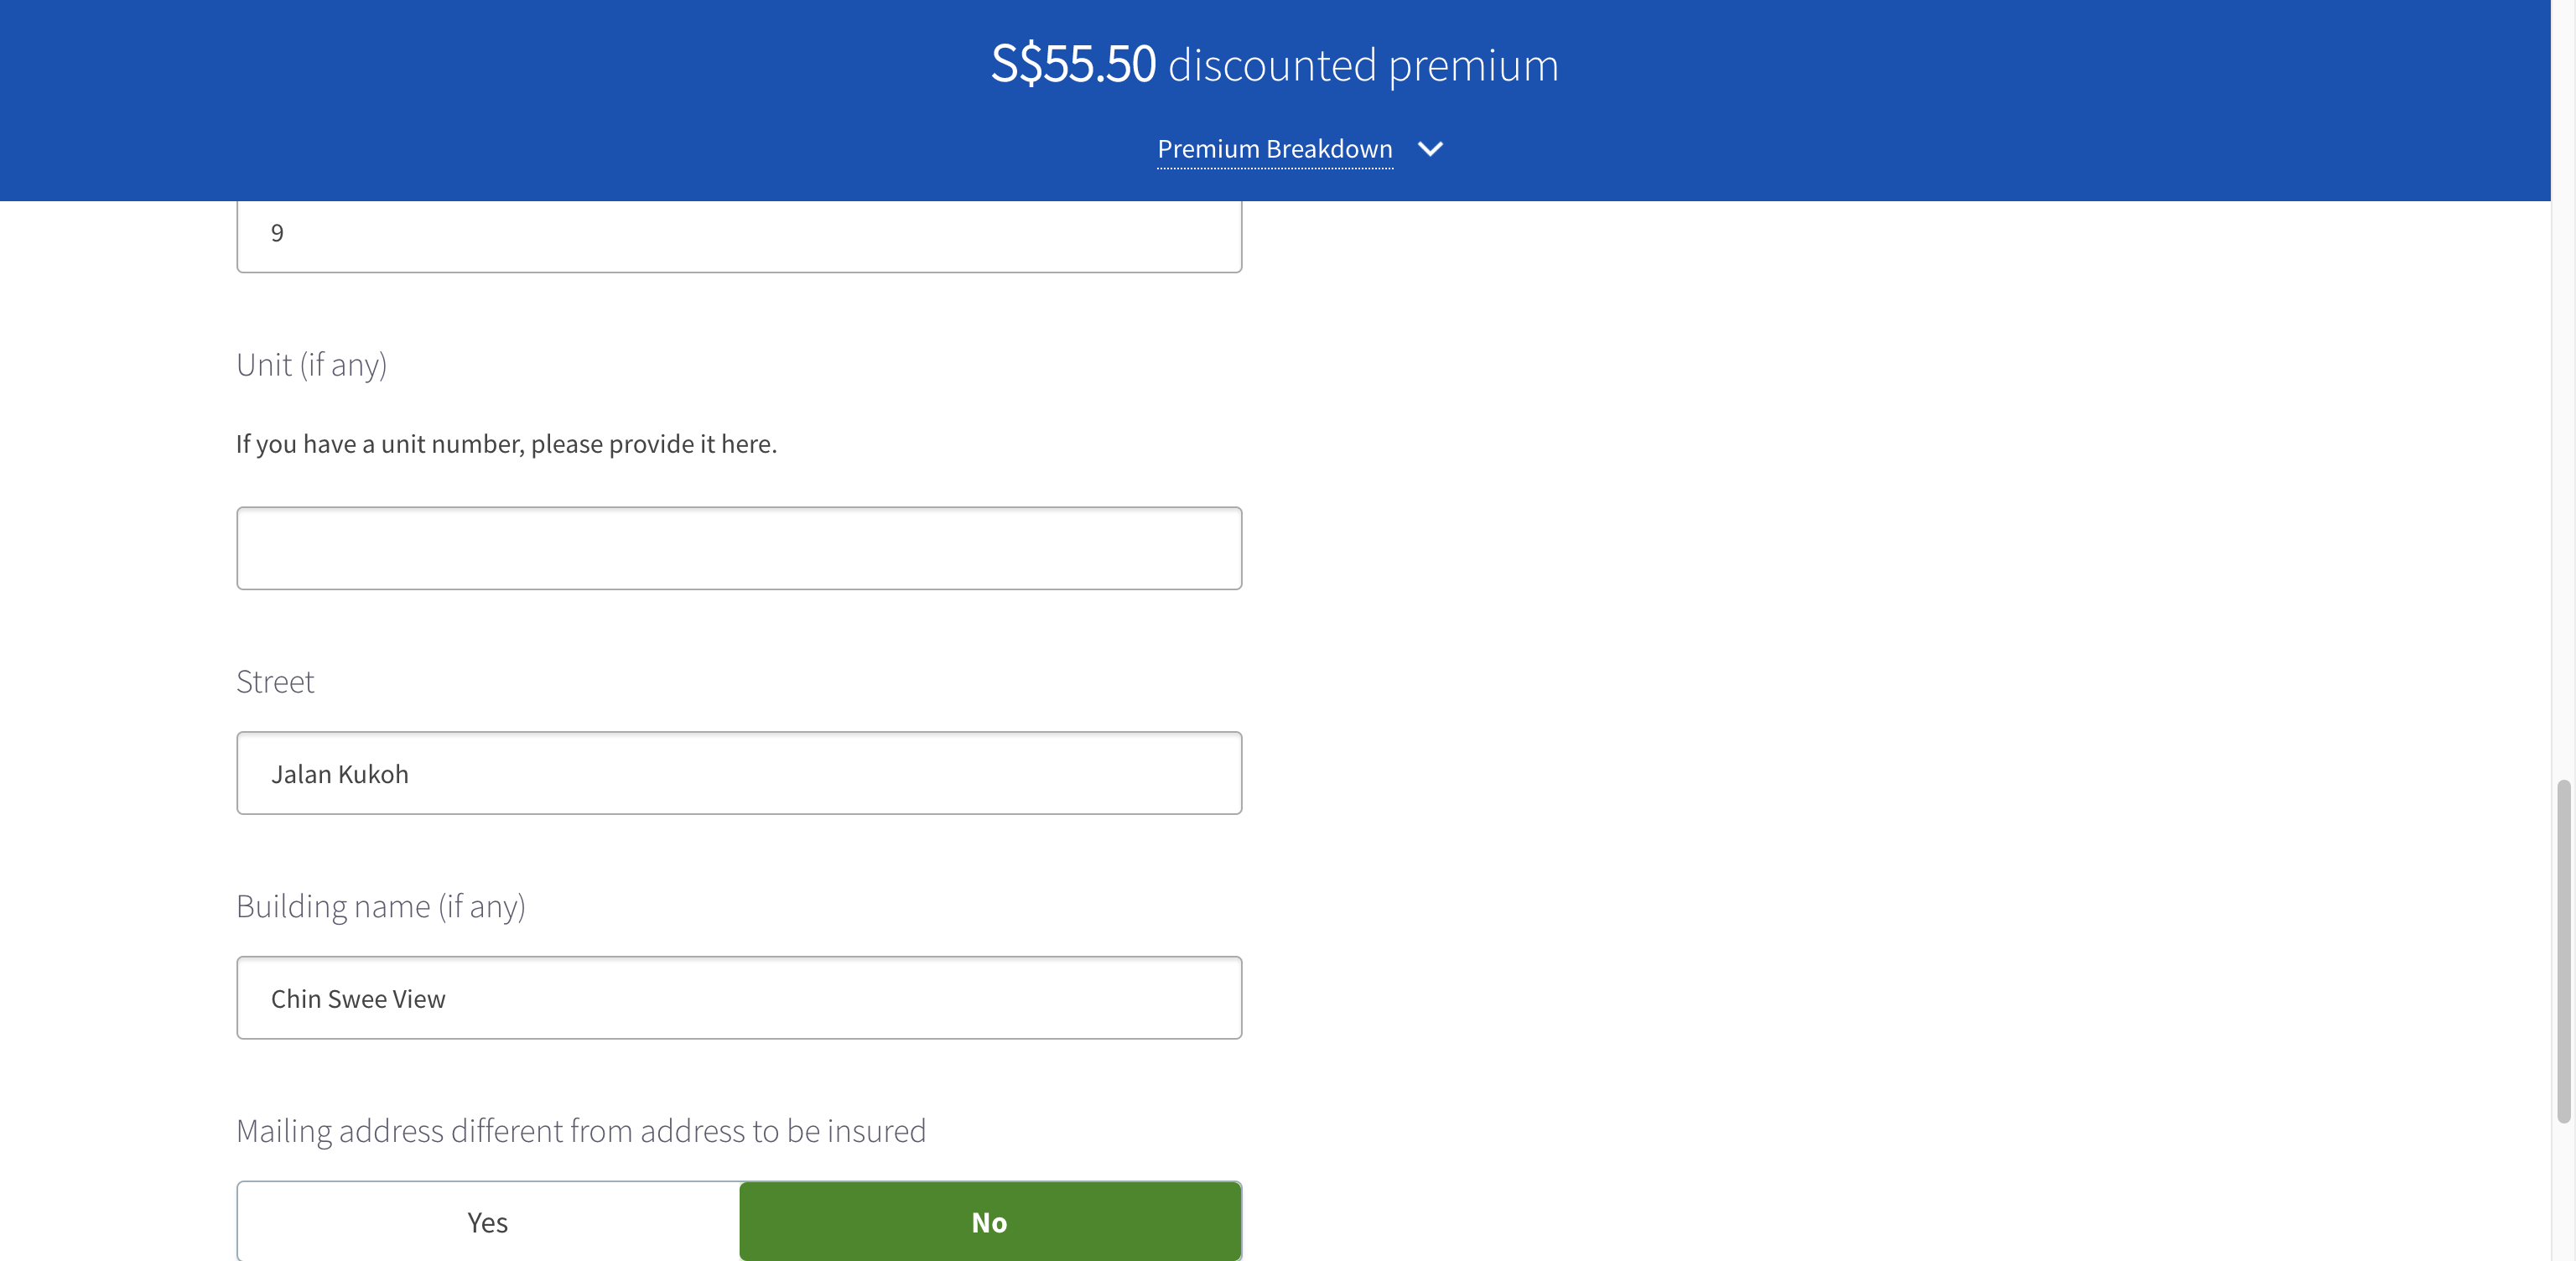 S$55.50 discounted premium
Premium Breakdown
9
Unit (if any)
If you have a unit number, please provide it here.
Street
Jalan Kukoh
Building name (if any)
Chin Swee View
Mailing address different from address to be insured
Yes
No